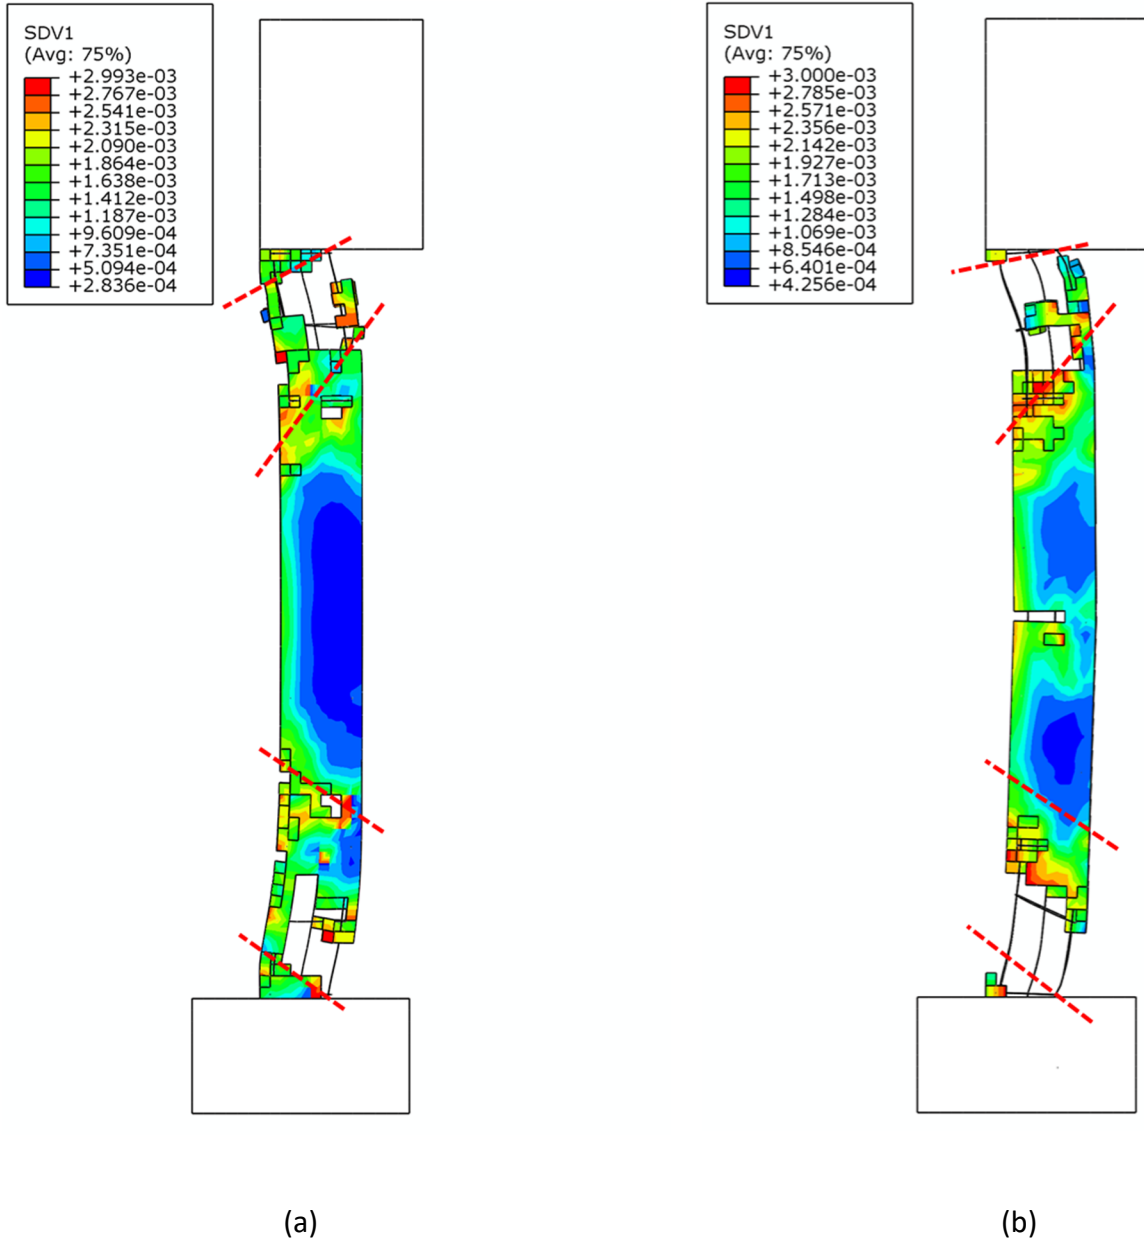 SDV1
(Avg: 75%)
+2.993e-03
+2.767e-03
+2.541e-03
+2.315e-03
+2.090e-03
+1.864e-03
+1.638e-03
+1.412e-03
+1.187e-03
+9.609e-04
+7.351e-04
+5.094e-04
+2.836e-04
SDV1
(Avg: 75%)
+3.000e-03
+2.785e-03
+2.571e-03
+2.356e-03
+2.142e-03
+1.927e-03
+1.713e-03
+1.498e-03
+1.284e-03
+1.069e-03
+8.546e-04
+6.401e-04
+4.256e-04
(a)
(b)